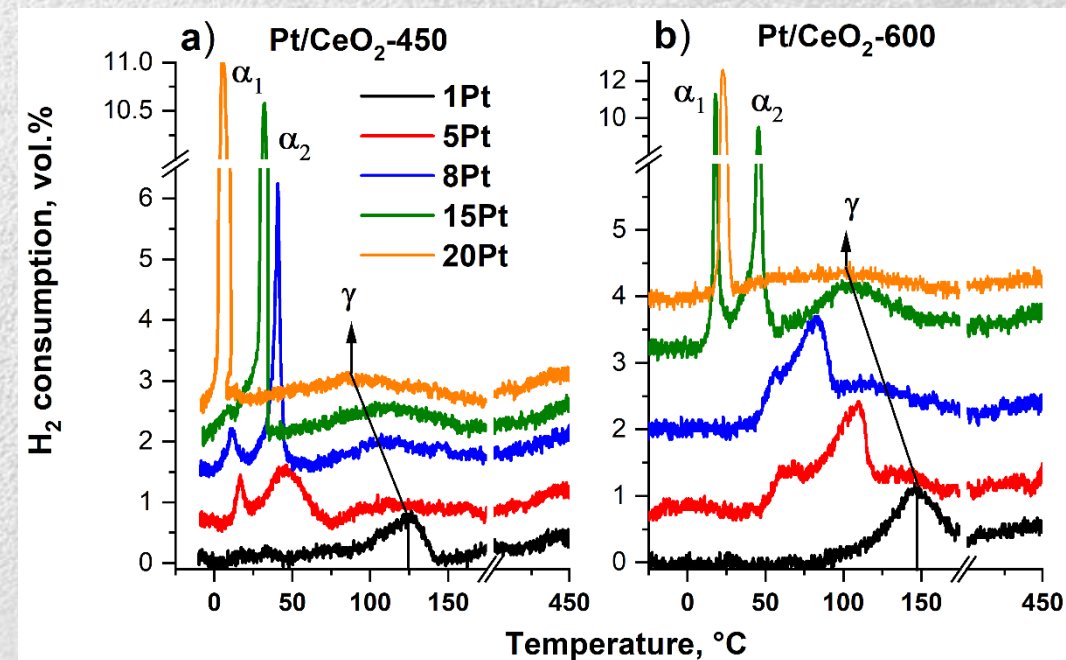 a) Pt/CeO₂-450
11.0
10.5
6
5
4
3
2
1
0
α₁
α₂
1Pt
5Pt
8Pt
15Pt
20Pt
γ
0 50 100 150 450
b) Pt/CeO₂-600
12
10
5
4
3
2
1
0
α₁
α₂
γ
0 50 100 150 450
H₂ consumption, vol.%
Temperature, °C